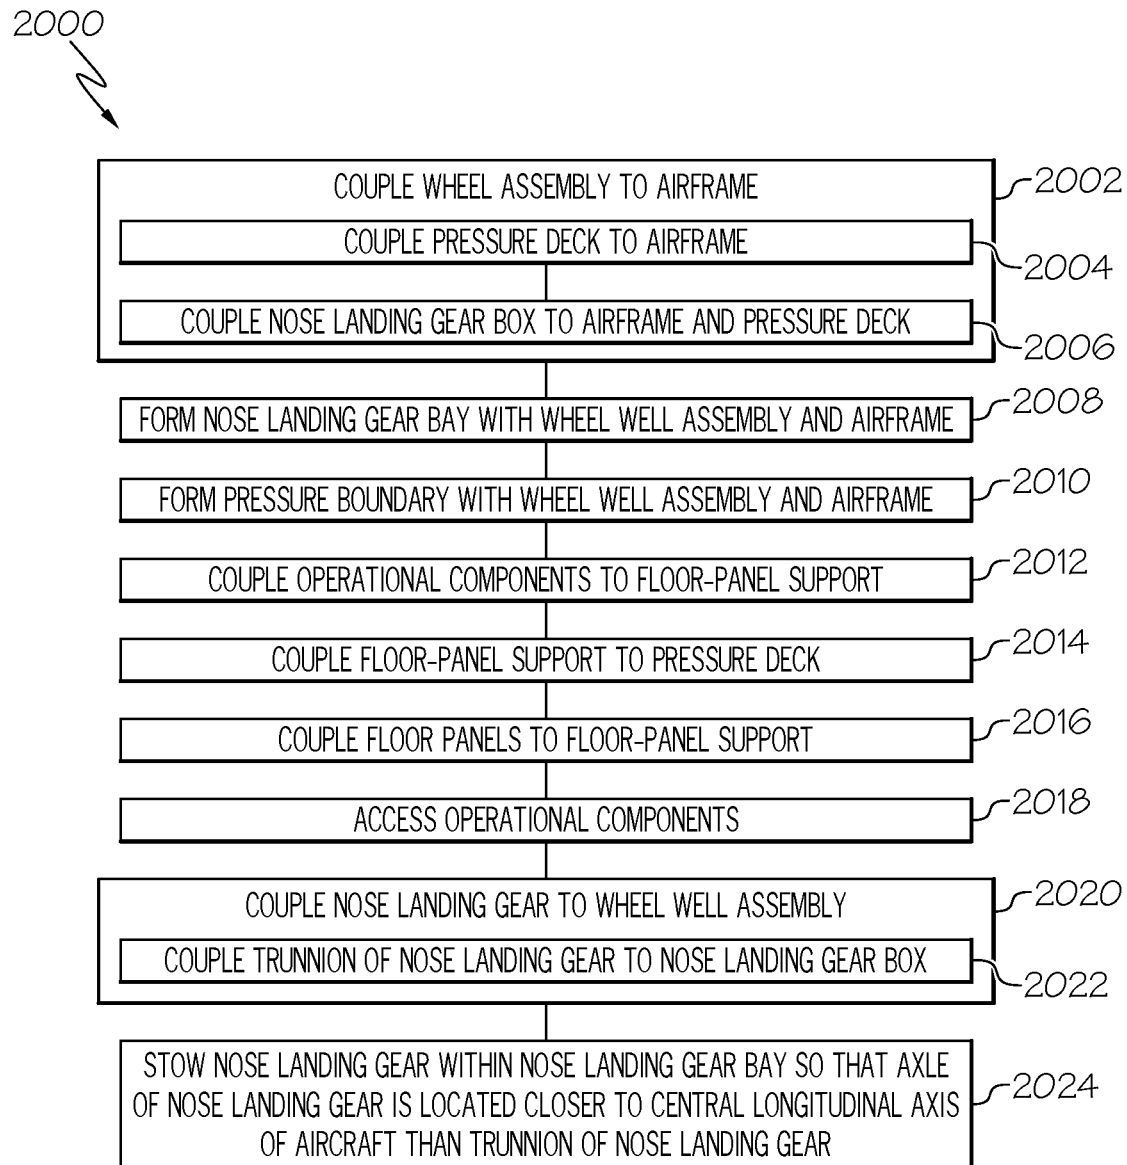 2000
COUPLE WHEEL ASSEMBLY TO AIRFRAME
2002
COUPLE PRESSURE DECK TO AIRFRAME
2004
COUPLE NOSE LANDING GEAR BOX TO AIRFRAME AND PRESSURE DECK
2006
FORM NOSE LANDING GEAR BAY WITH WHEEL WELL ASSEMBLY AND AIRFRAME
2008
FORM PRESSURE BOUNDARY WITH WHEEL WELL ASSEMBLY AND AIRFRAME
2010
COUPLE OPERATIONAL COMPONENTS TO FLOOR-PANEL SUPPORT
2012
COUPLE FLOOR-PANEL SUPPORT TO PRESSURE DECK
2014
COUPLE FLOOR PANELS TO FLOOR-PANEL SUPPORT
2016
ACCESS OPERATIONAL COMPONENTS
2018
COUPLE NOSE LANDING GEAR TO WHEEL WELL ASSEMBLY
2020
COUPLE TRUNNION OF NOSE LANDING GEAR TO NOSE LANDING GEAR BOX
2022
STOW NOSE LANDING GEAR WITHIN NOSE LANDING GEAR BAY SO THAT AXLE
OF NOSE LANDING GEAR IS LOCATED CLOSER TO CENTRAL LONGITUDINAL AXIS
OF AIRCRAFT THAN TRUNNION OF NOSE LANDING GEAR
2024